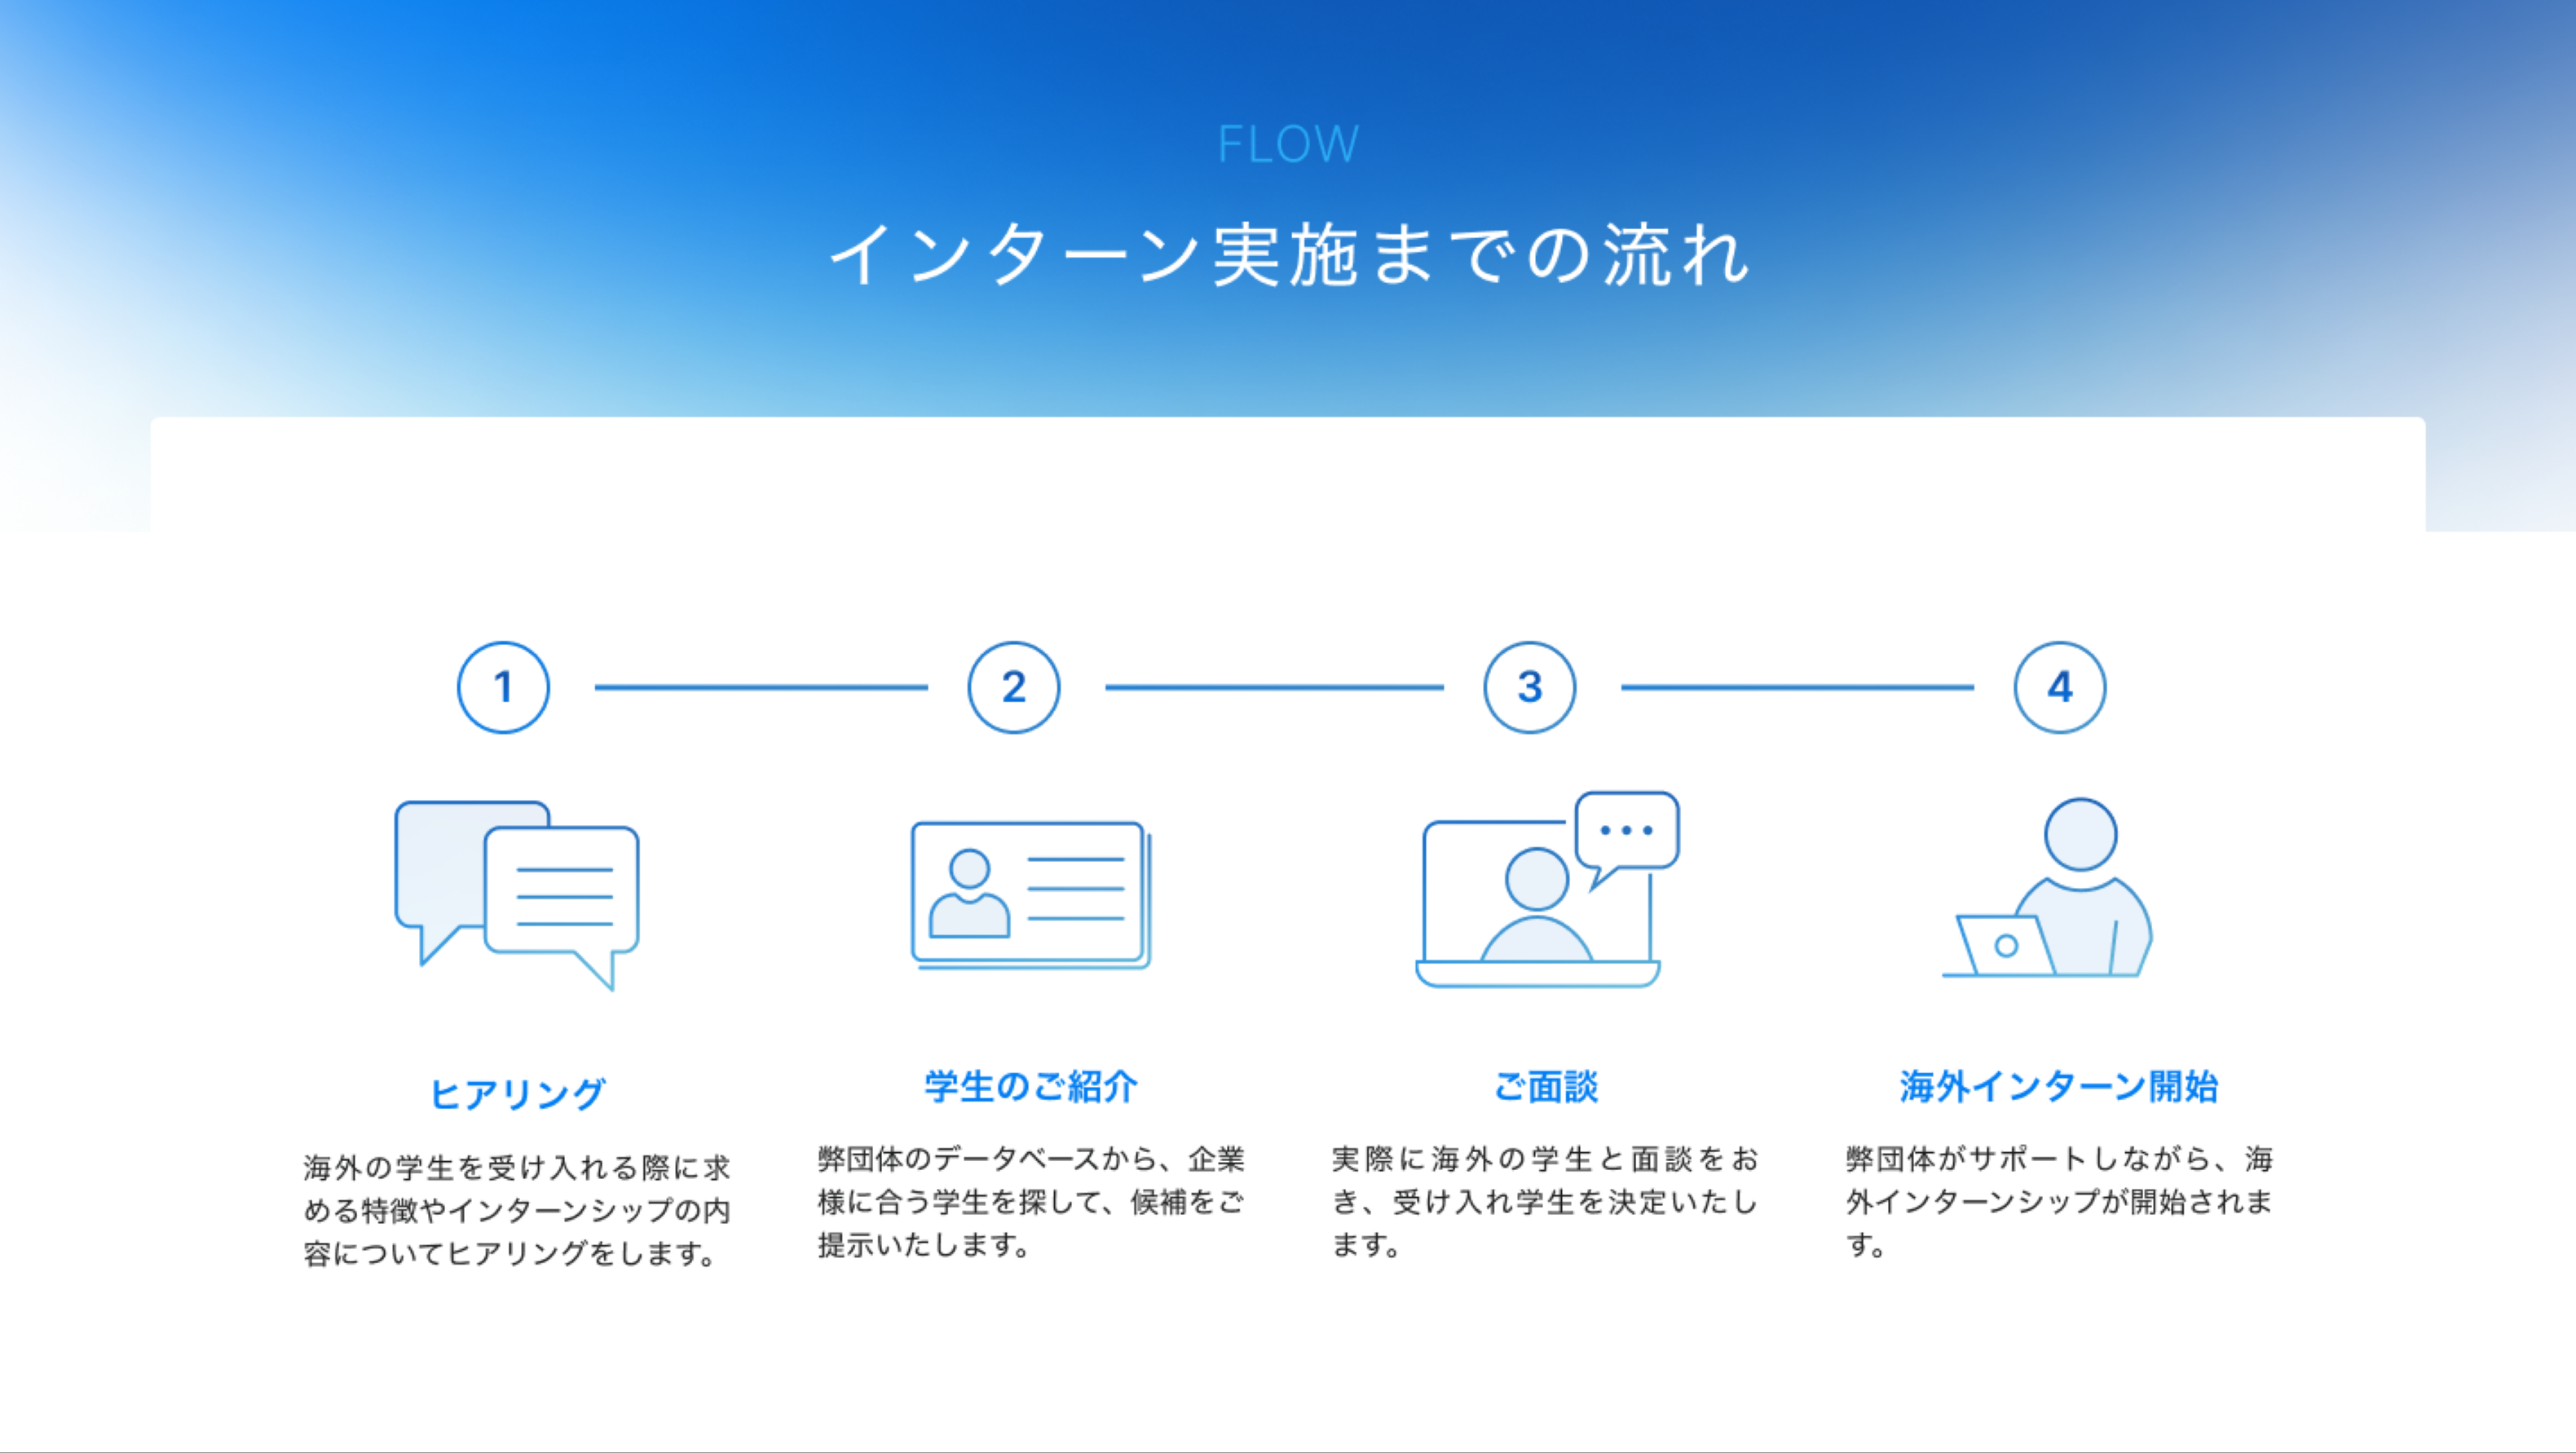 FLOW
インターン実施までの流れ
1
2
3
4
ヒアリング
海外の学生を受け入れる際に求
める特徴やインターンシップの内
容についてヒアリングをします。
学生のご紹介
弊団体のデータベースから、企業
様に合う学生を探して、候補をご
提示いたします。
ご面談
実際に海外の学生と面談をお
き、受け入れ学生を決定いたし
ます。
海外インターン開始
弊団体がサポートしながら、海
外インターンシップが開始されま
す。